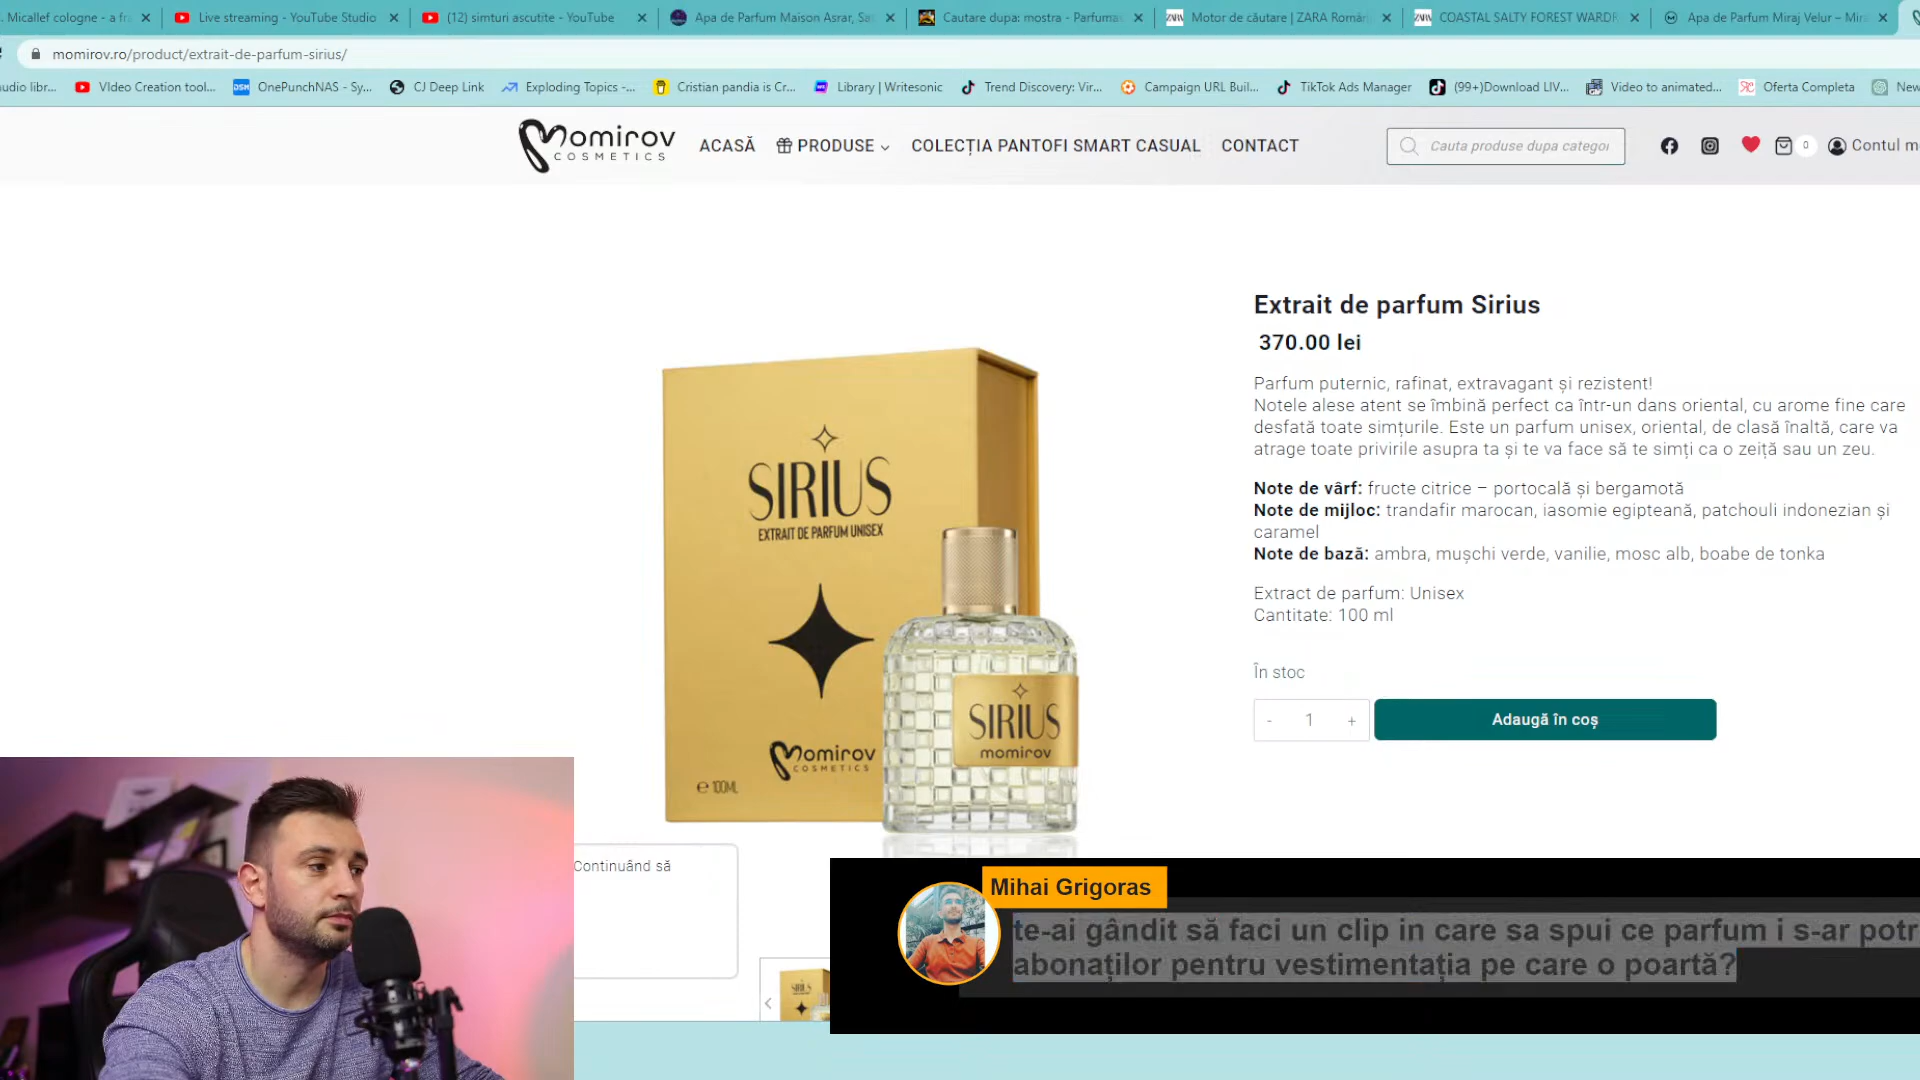 . Micallef cologne - a fra
Live streaming - YouTube Studio
(12) simturi ascutite - YouTube
Apa de Parfum Maison Asrar, Sa
Cautare dupa: mostra - Parfuma
Motor de căutare | ZARA Români
COASTAL SALTY FOREST WARDR
Apa de Parfum Miraj Velur – Mira
momirov.ro/product/extrait-de-parfum-sirius/
udio libr...
VIdeo Creation tool...
OnePunchNAS - Sy...
CJ Deep Link
Exploding Topics -...
Cristian pandia is Cr...
Library | Writesonic
Trend Discovery: Vir...
Campaign URL Buil...
TikTok Ads Manager
(99+)Download LIV...
Video to animated...
Oferta Completa
New
Momirov
COSMETICS
ACASĂ
PRODUSE
COLECȚIA PANTOFI SMART CASUAL
CONTACT
Cauta produse dupa categor
0
Contul m
Extrait de parfum Sirius
370.00 lei
Parfum puternic, rafinat, extravagant și rezistent!
Notele alese atent se îmbină perfect ca într-un dans oriental, cu arome fine care
desfată toate simțurile. Este un parfum unisex, oriental, de clasă înaltă, care va
atrage toate privirile asupra ta și te va face să te simți ca o zeiță sau un zeu.
Note de vârf: fructe citrice – portocală și bergamotă
Note de mijloc: trandafir marocan, iasomie egipteană, patchouli indonezian și
caramel
Note de bază: ambra, mușchi verde, vanilie, mosc alb, boabe de tonka
Extract de parfum: Unisex
Cantitate: 100 ml
În stoc
- 1 +
Adaugă în coș
SIRIUS
EXTRAIT DE PARFUM UNISEX
Momirov
COSMETICS
e 100ML
SIRIUS
momirov
Continuând să
SIRIUS
Mihai Grigoras
te-ai gândit să faci un clip in care sa spui ce parfum i s-ar potr
abonaților pentru vestimentația pe care o poartă?